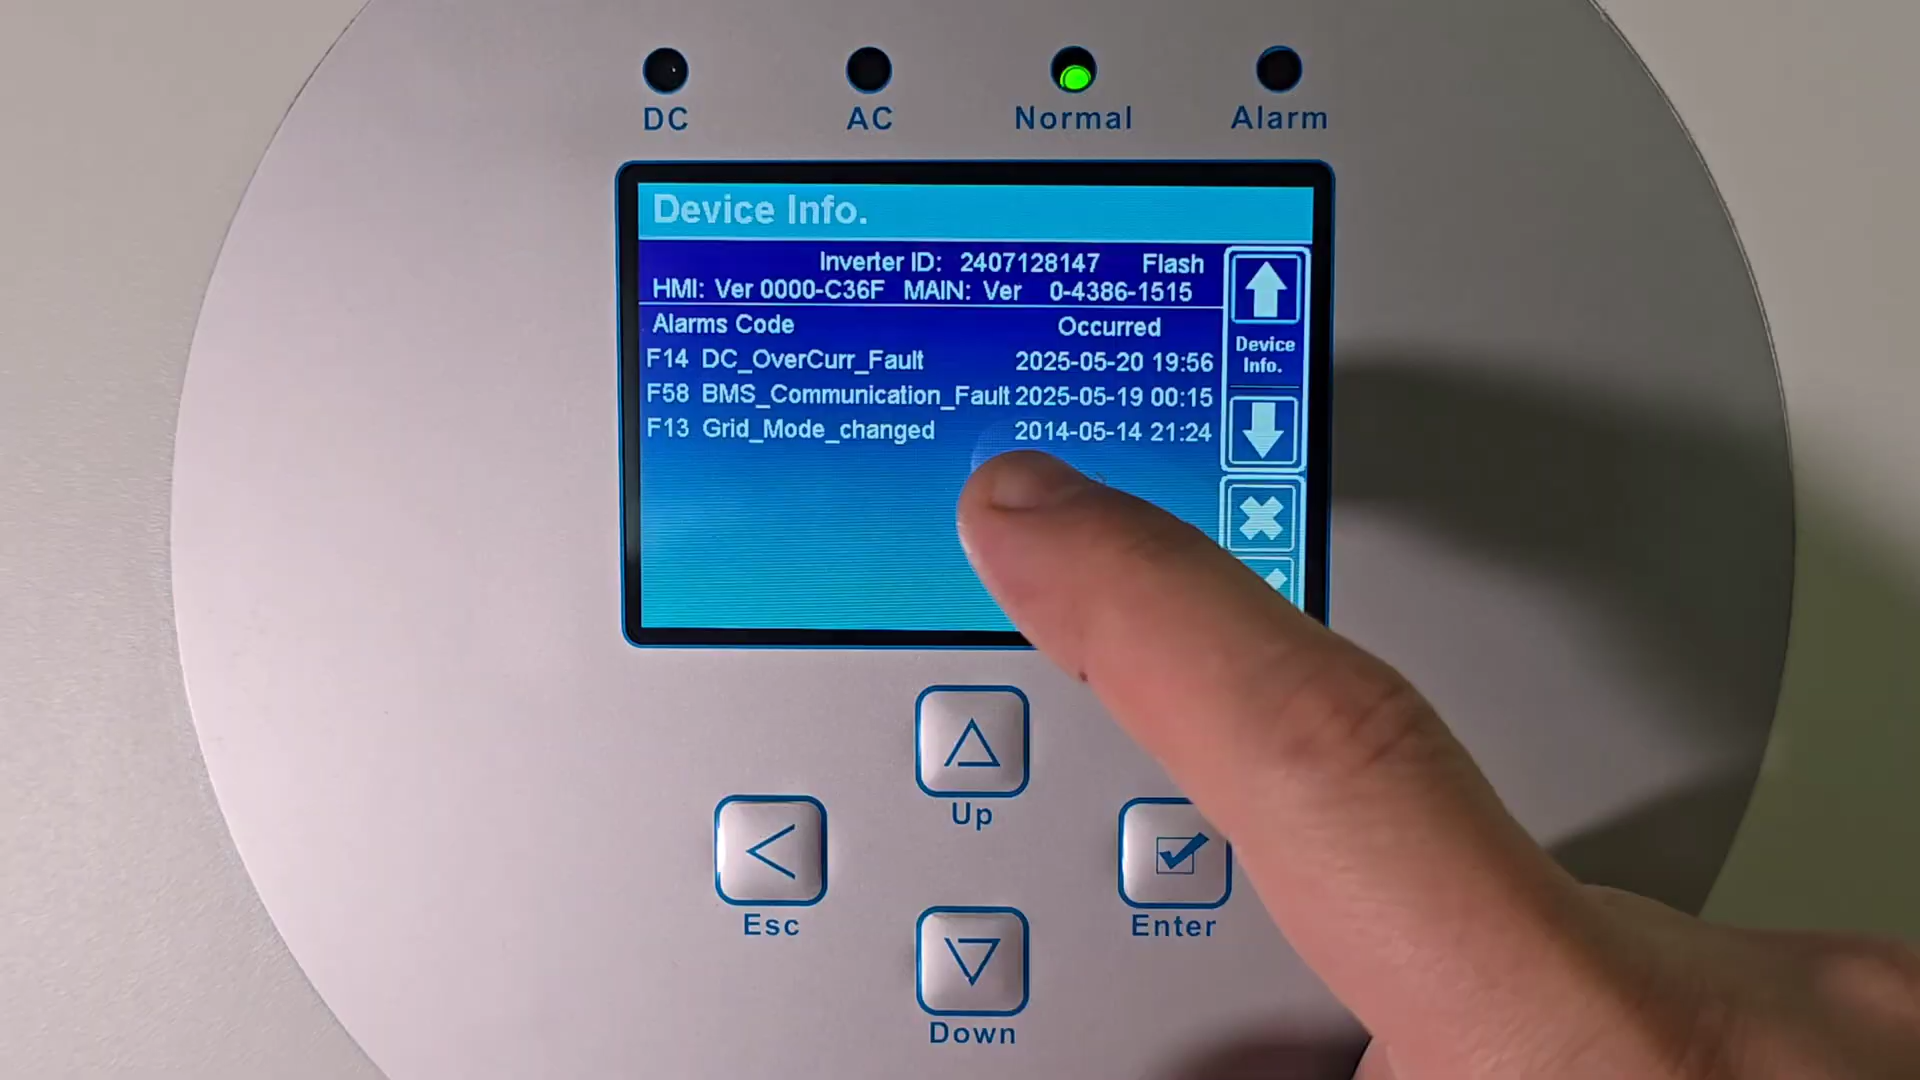 DC AC Normal Alarm
Device Info.
Inverter ID: 2407128147 Flash
HMI: Ver 0000-C36F MAIN: Ver 0-4386-1515
Alarms Code Occurred
F14 DC_OverCurr_Fault 2025-05-20 19:56
F58 BMS_Communication_Fault 2025-05-19 00:15
F13 Grid_Mode_changed 2014-05-14 21:24
Device
Info.
Up
Esc
Enter
Down